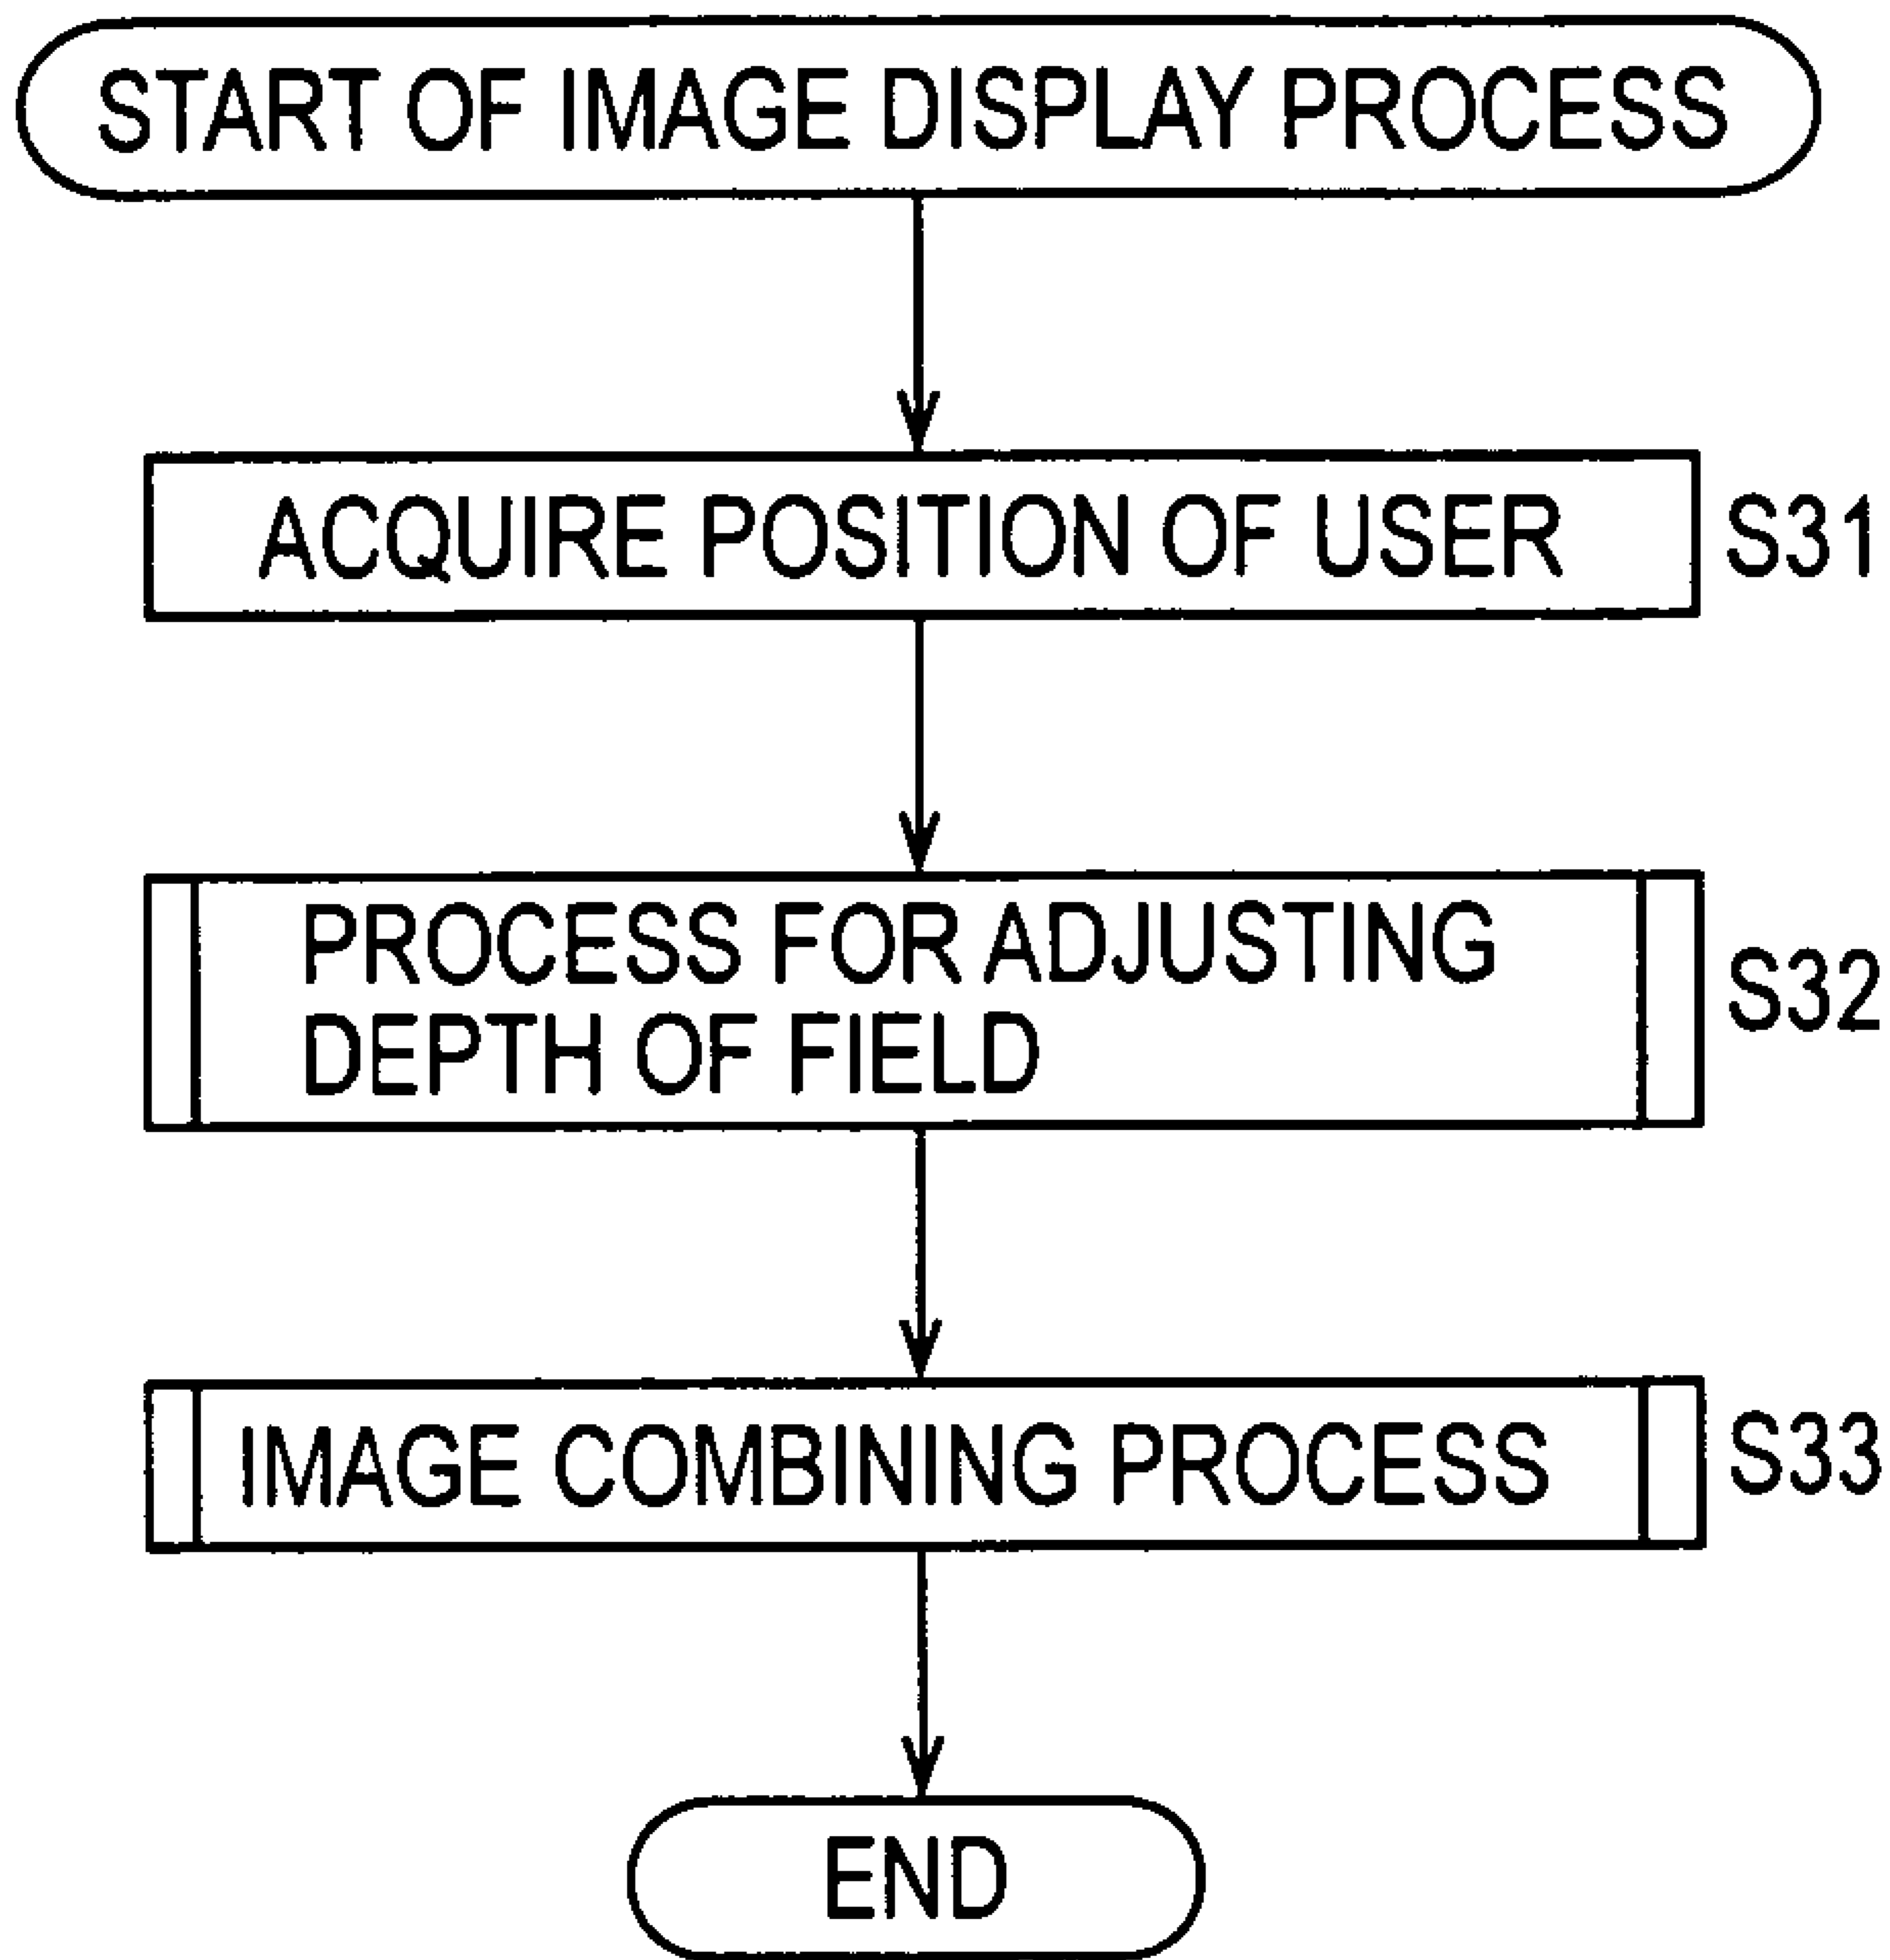 START OF IMAGE DISPLAY PROCESS
ACQUIRE POSITION OF USER S31
PROCESS FOR ADJUSTING
DEPTH OF FIELD
S32
IMAGE COMBINING PROCESS S33
END